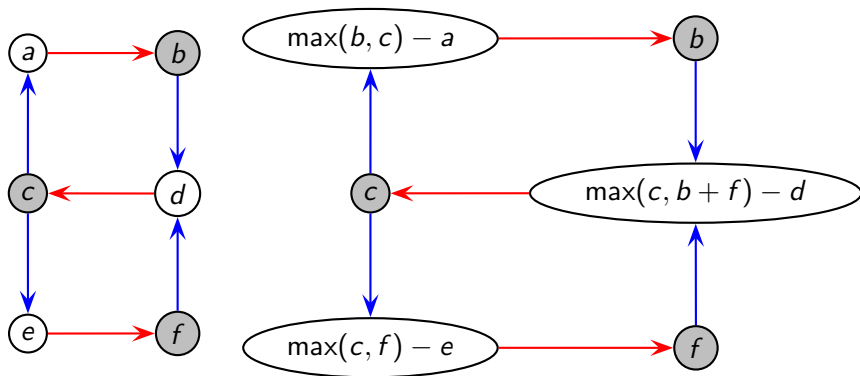 a b max(b, c) − a b
c d c max(c, b + f) − d
e f max(c, f) − e f